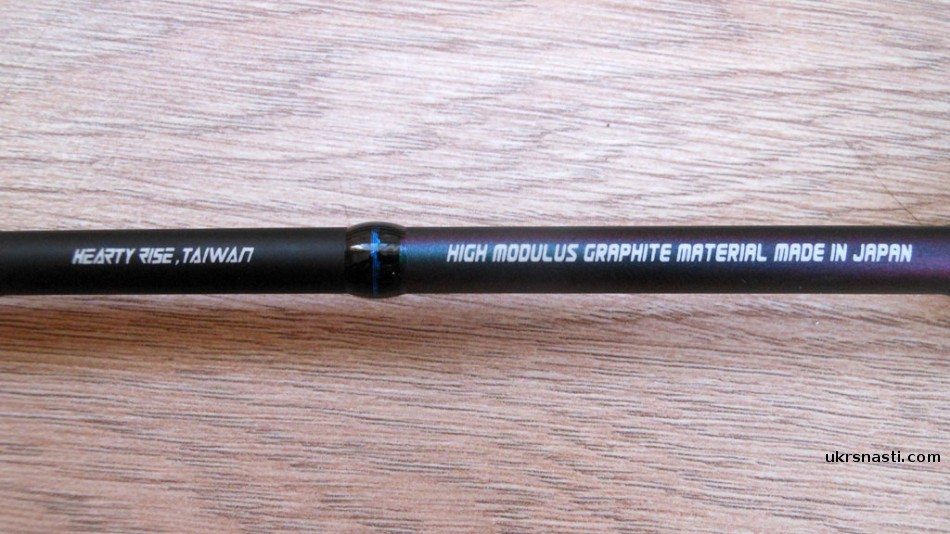 HEARTY RISE, TAIWAN
HIGH MODULUS GRAPHITE MATERIAL MADE IN JAPAN
ukrsnasti.com